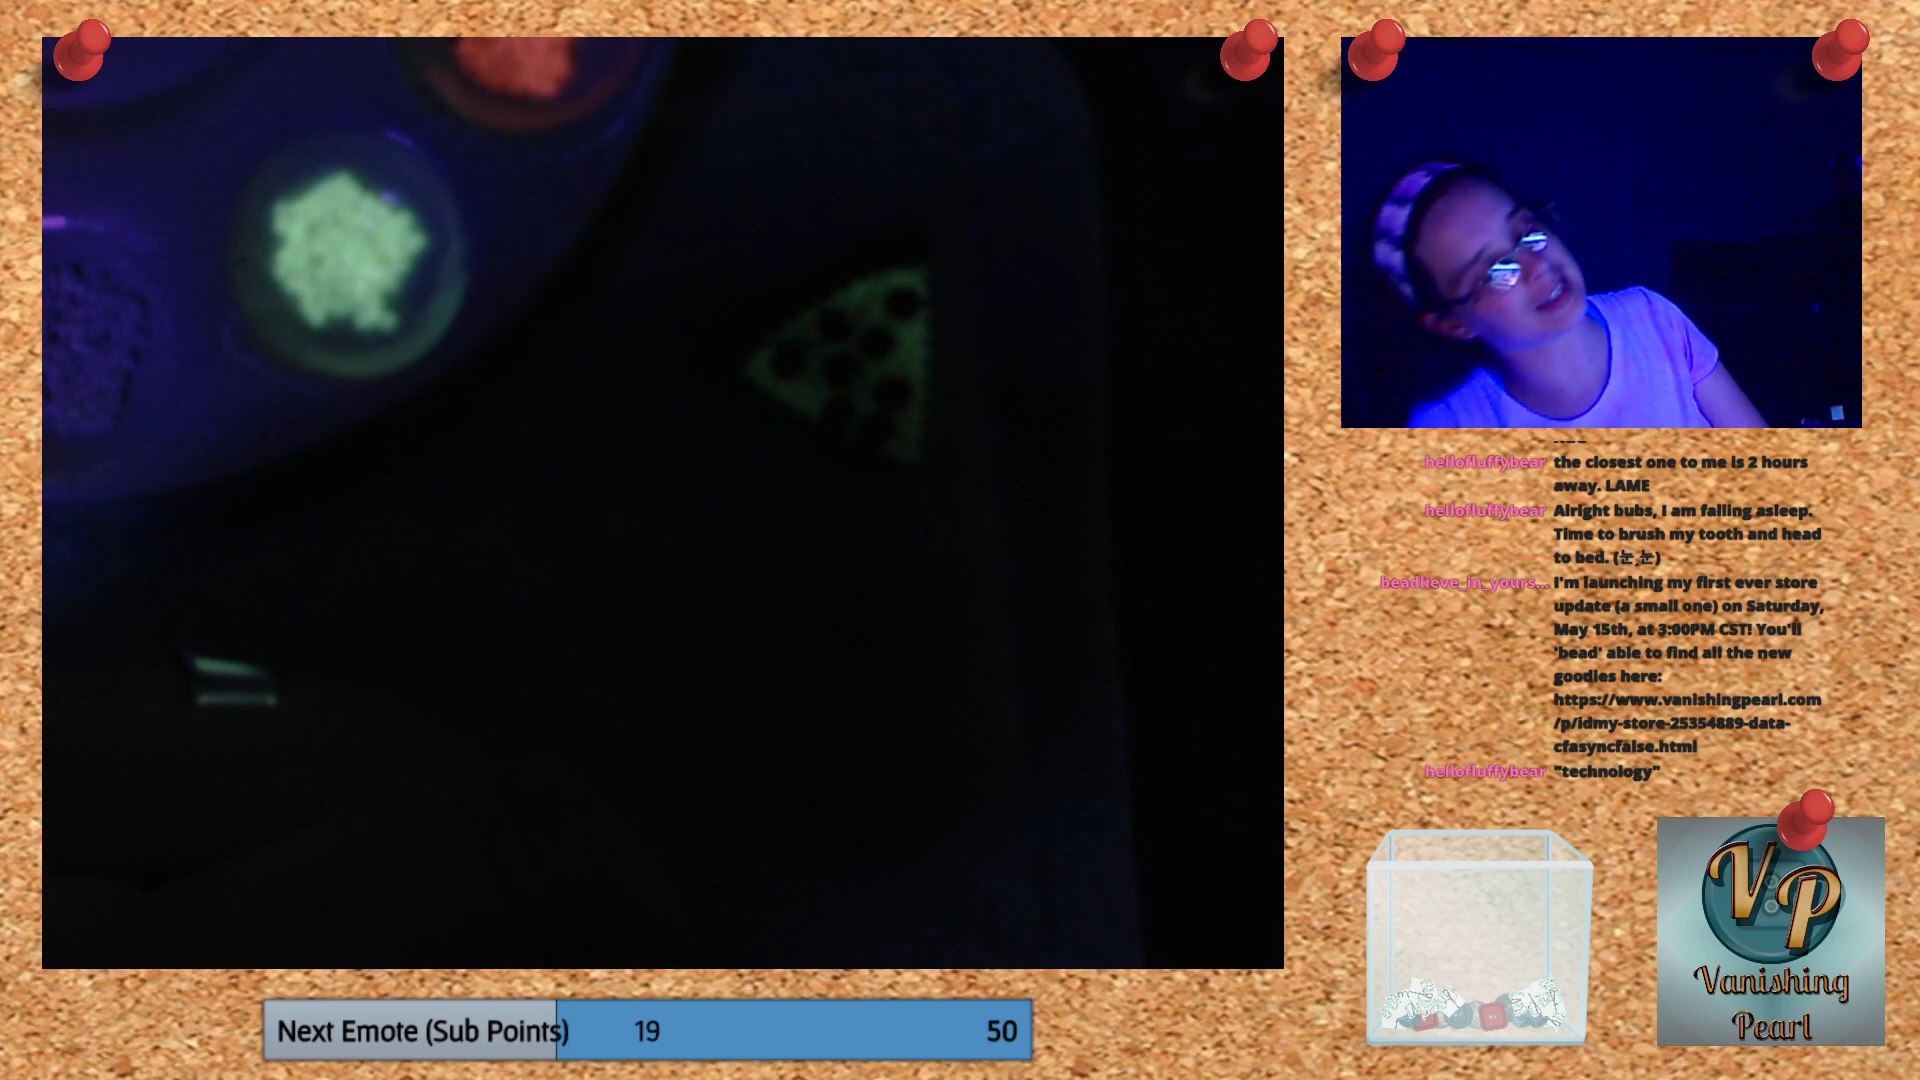 hellofluffybear the closest one to me is 2 hours
away. LAME
hellofluffybear Alright bubs, I am falling asleep.
Time to brush my tooth and head
to bed. (눈_눈)
beadlieve_in_yours... I'm launching my first ever store
update (a small one) on Saturday,
May 15th, at 3:00PM CST! You'll
'bead' able to find all the new
goodies here:
https://www.vanishingpearl.com
/p/idmy-store-25354889-data-
cfasyncfalse.html
hellofluffybear "technology"
VP
Vanishing
Pearl
Next Emote (Sub Points) 19 50